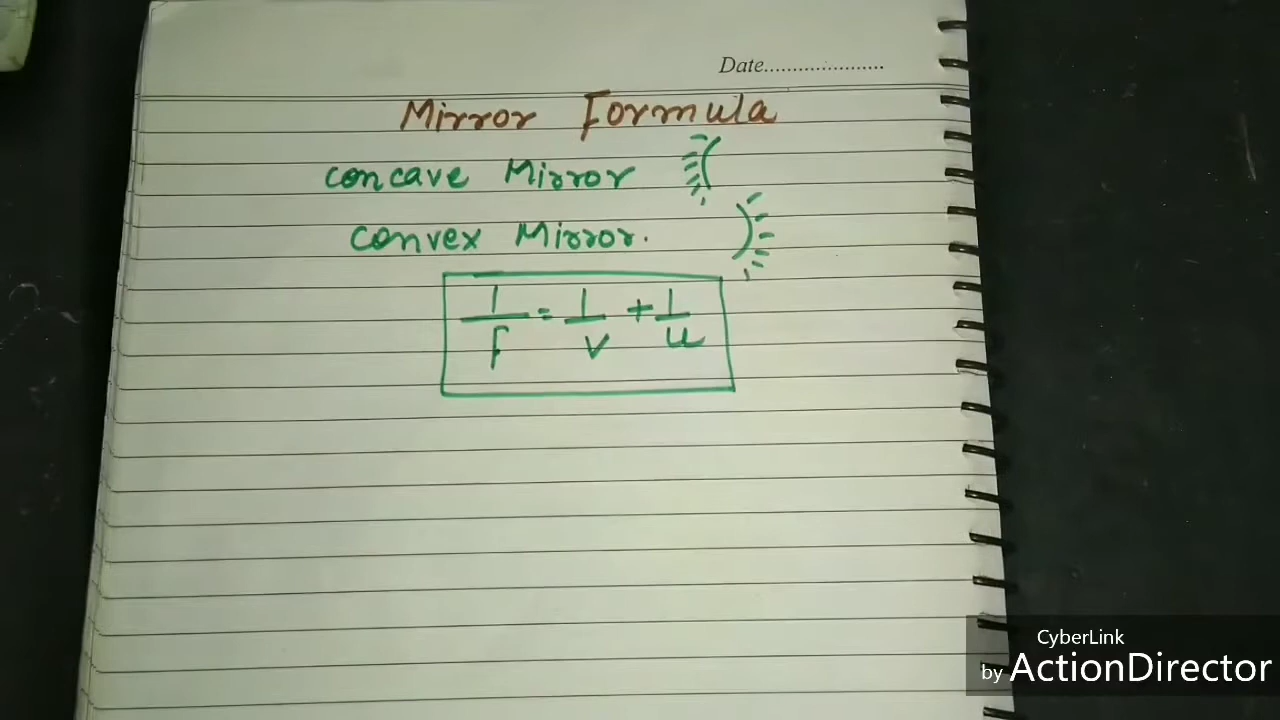 Date.....................
Mirror Formula
concave Mirror
convex Mirror.
1/F = 1/v + 1/u
CyberLink
by ActionDirector